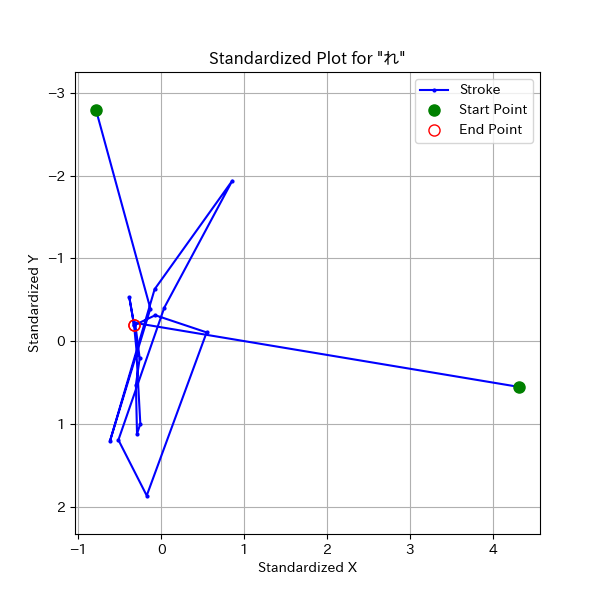 Standardized Plot for "れ"
Stroke
Start Point
End Point
−3
−2
−1
0
1
2
Standardized Y
−1
0
1
2
3
4
Standardized X